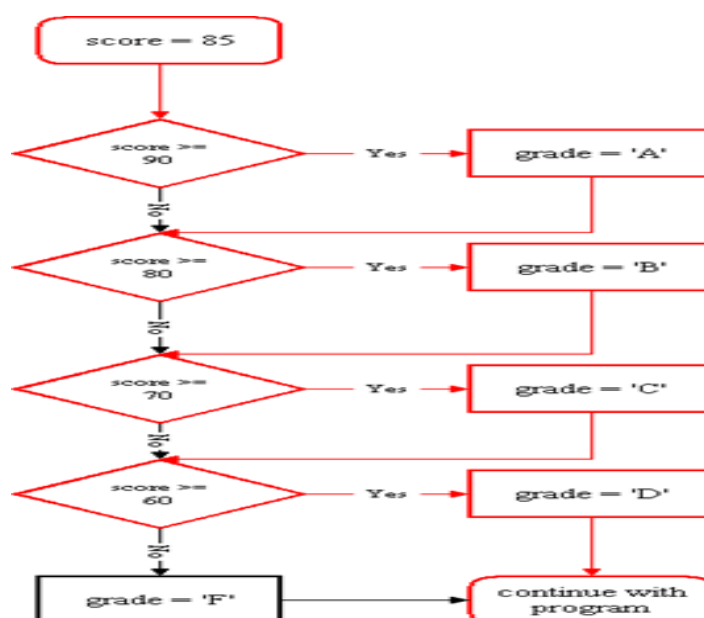 score = 85
score >=
90
Yes
grade = 'A'
No
score >=
80
Yes
grade = 'B'
No
score >=
70
Yes
grade = 'C'
No
score >=
60
Yes
grade = 'D'
No
grade = 'F'
continue with
program